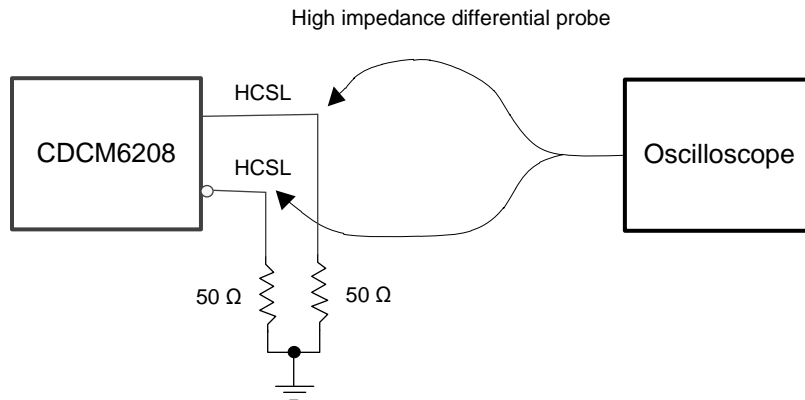 High impedance differential probe
HCSL
CDCM6208
HCSL
Oscilloscope
50 Ω
50 Ω